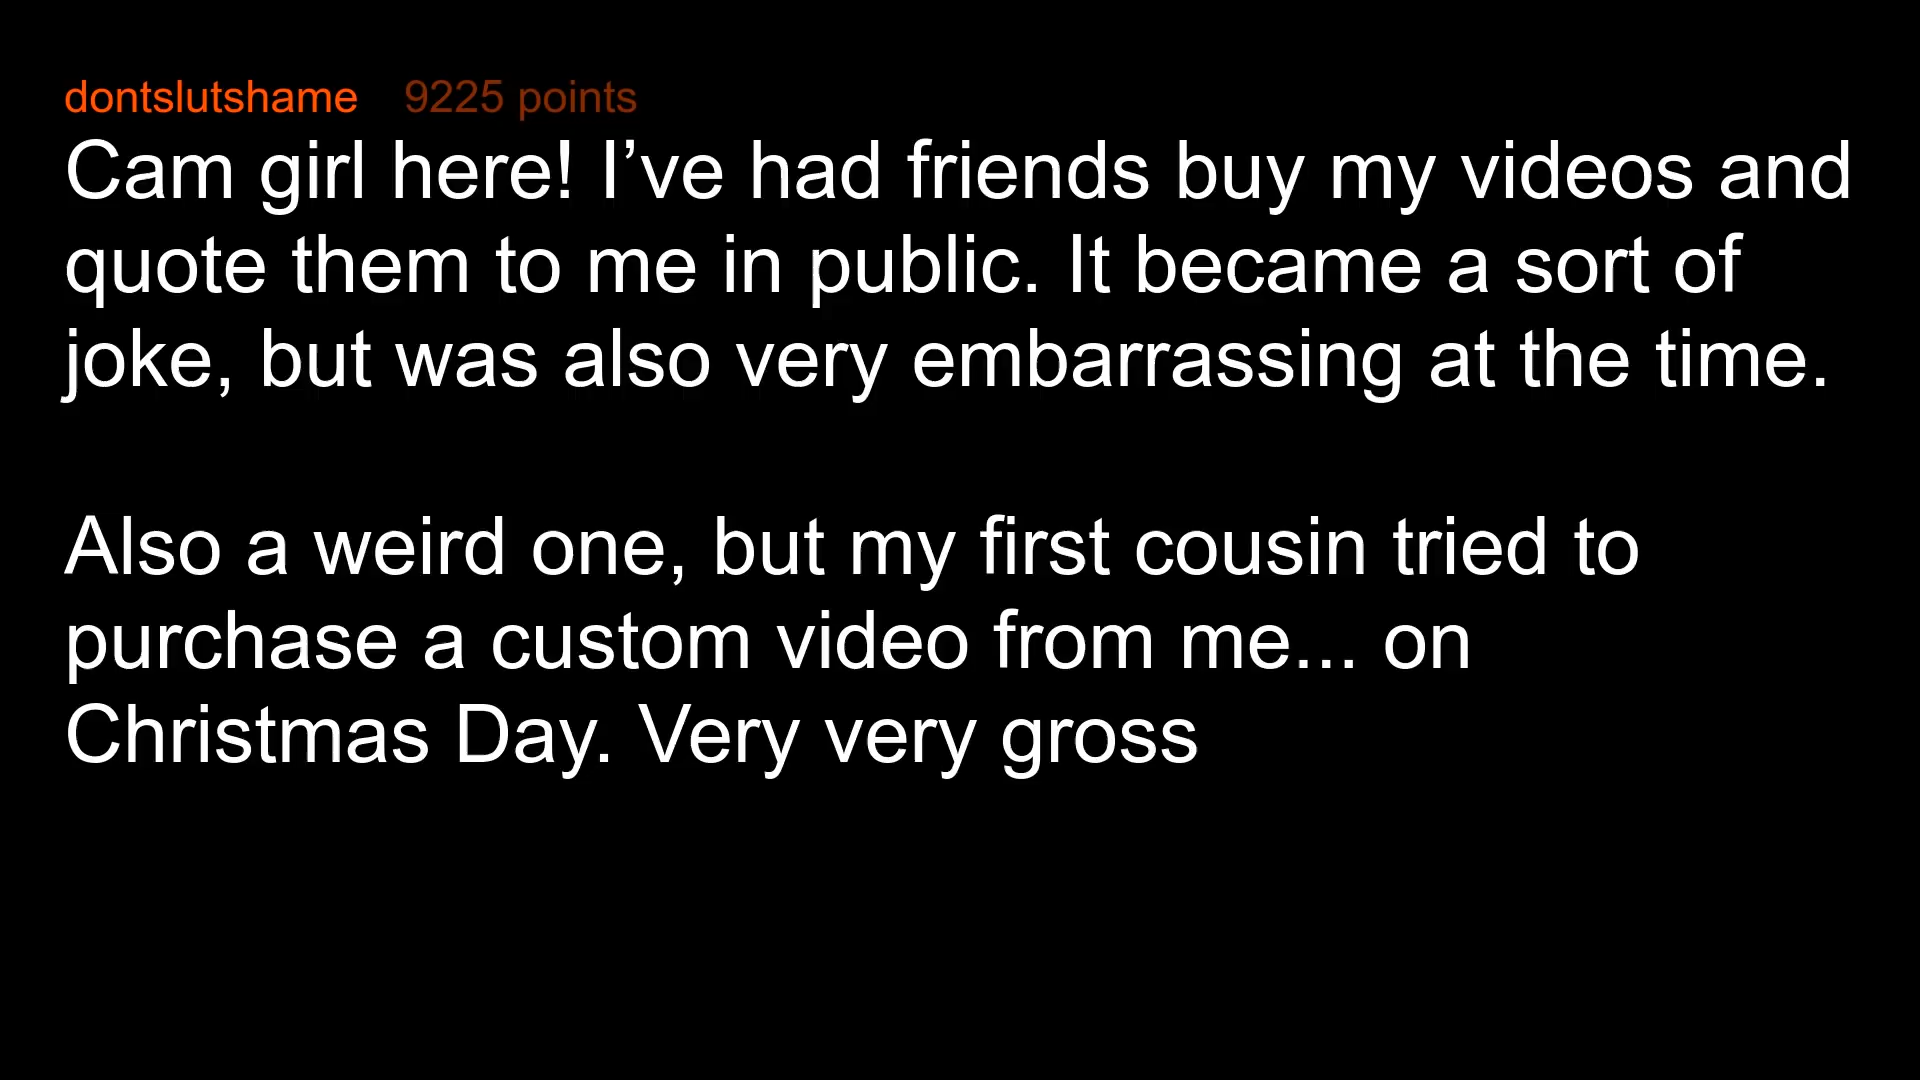 dontslutshame 9225 points
Cam girl here! I’ve had friends buy my videos and
quote them to me in public. It became a sort of
joke, but was also very embarrassing at the time.
Also a weird one, but my first cousin tried to
purchase a custom video from me... on
Christmas Day. Very very gross